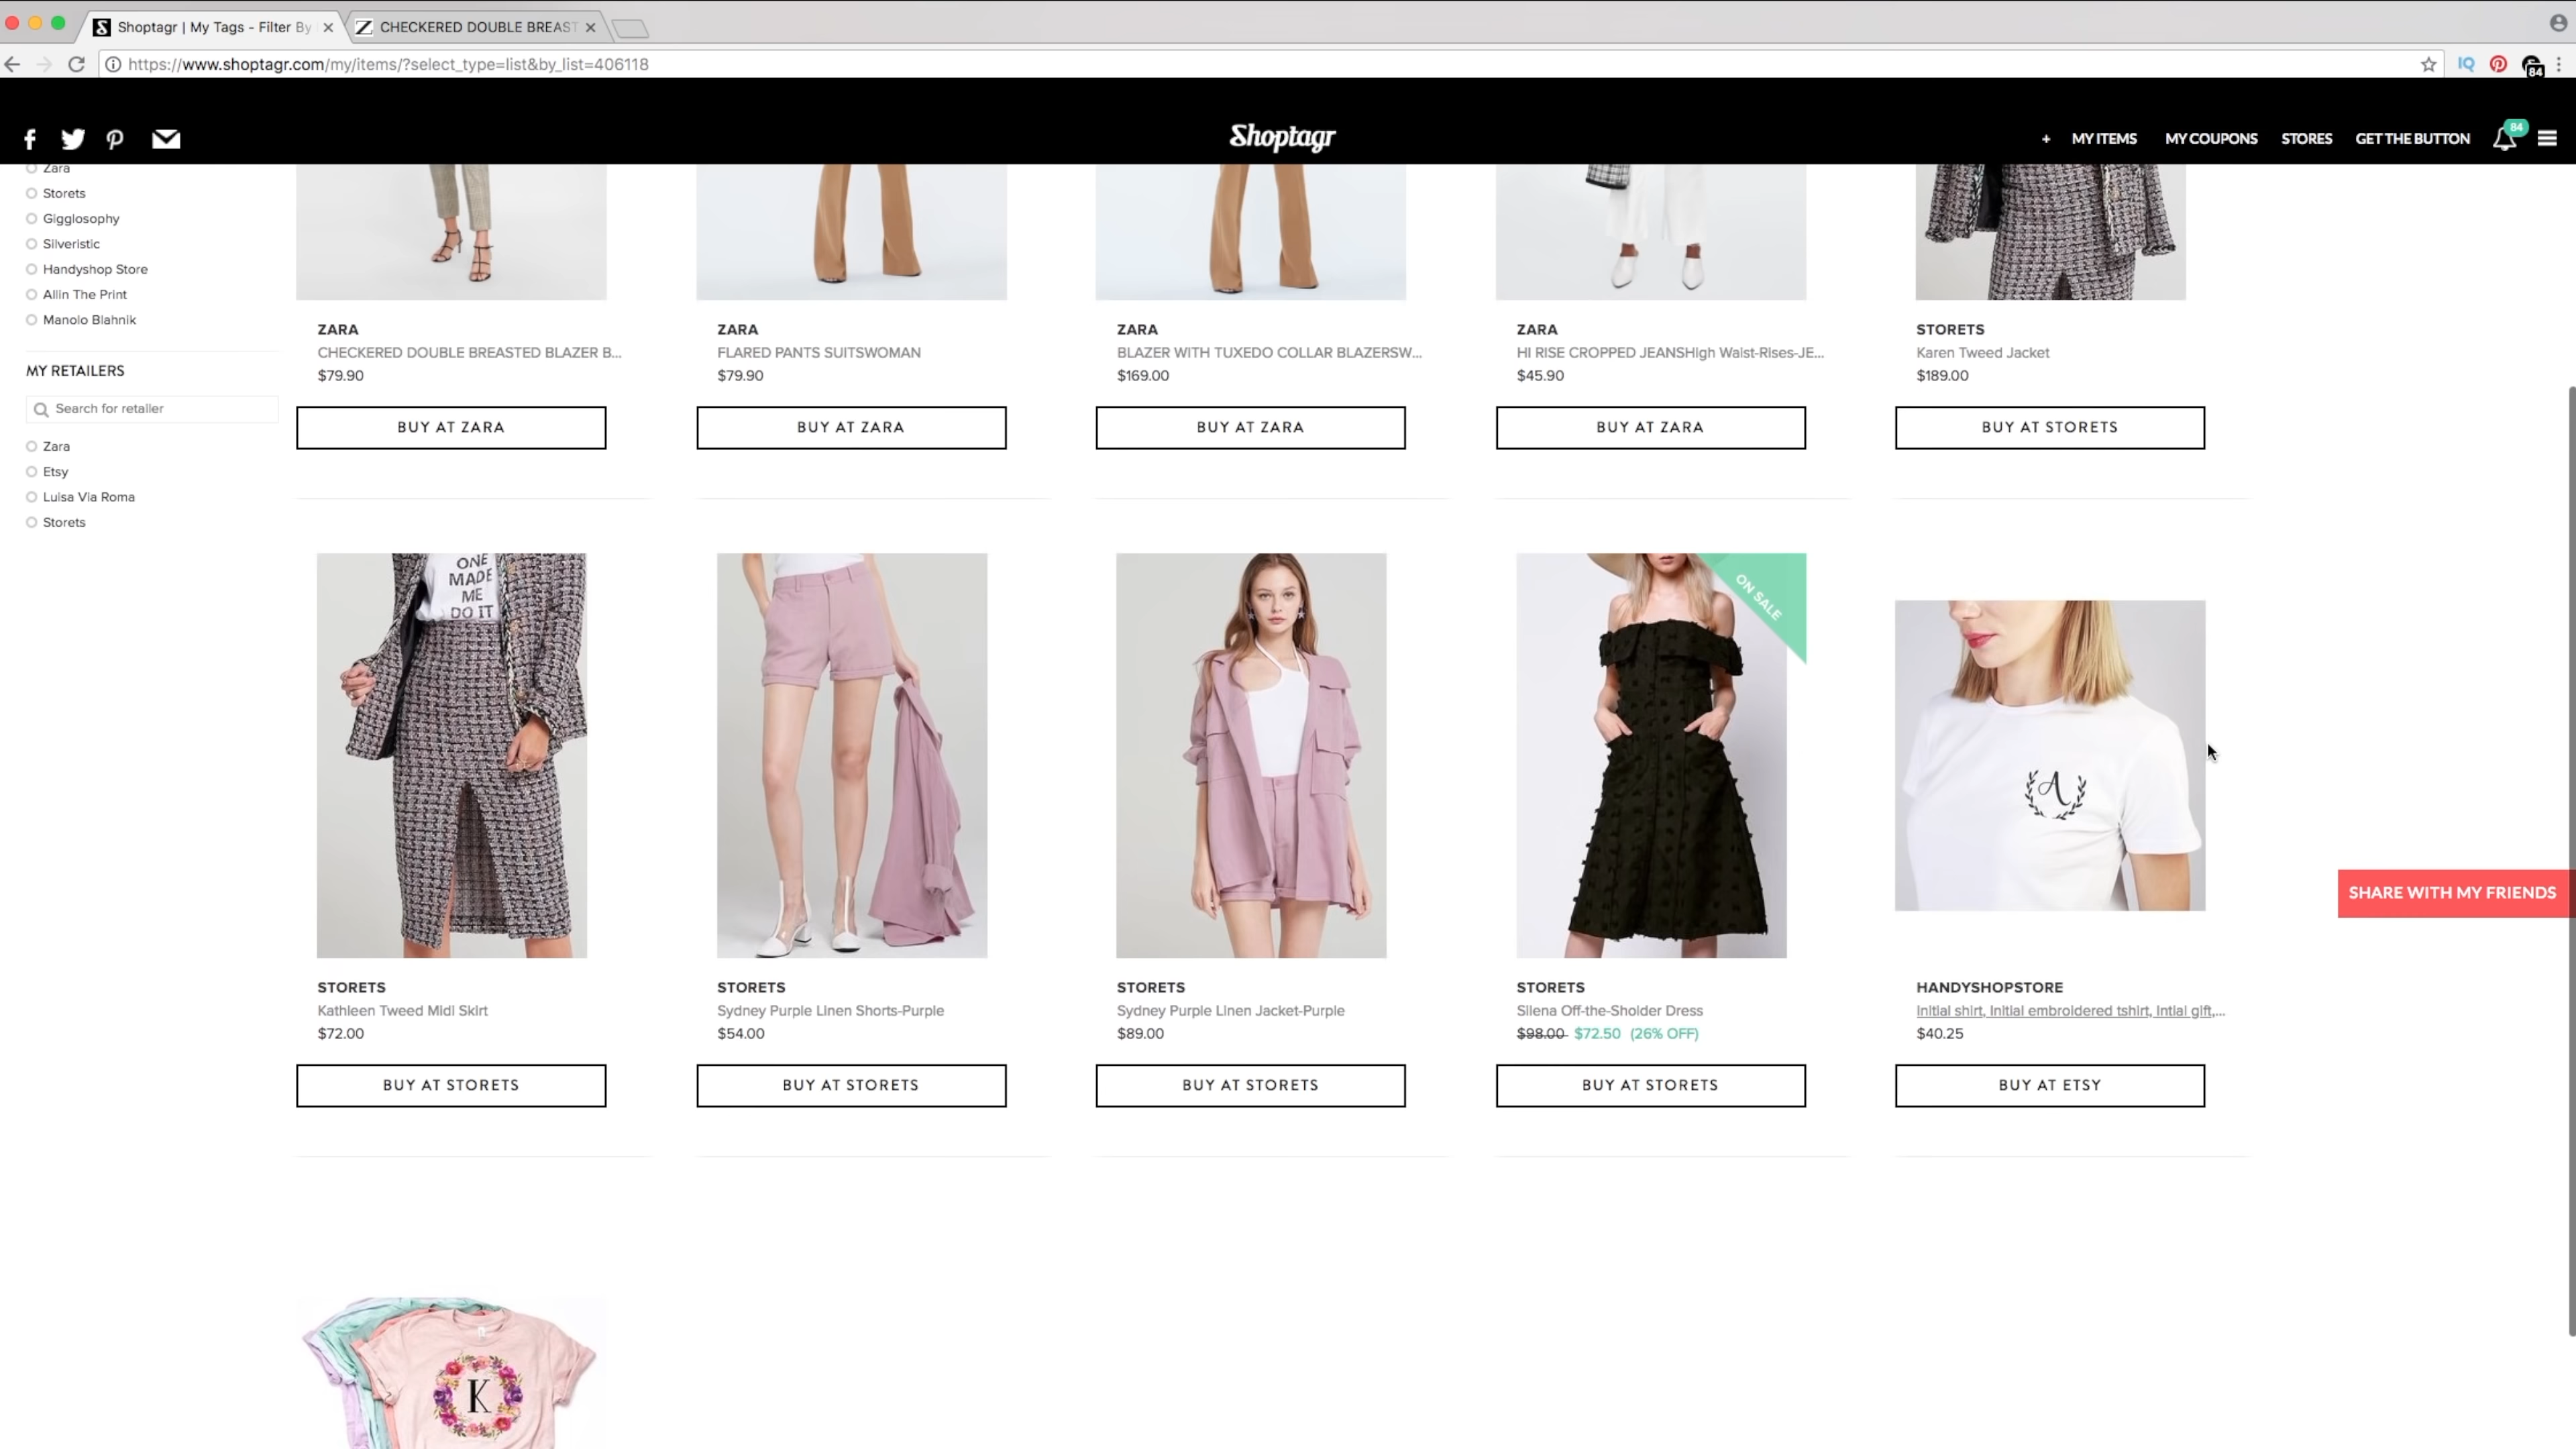 Shoptagr | My Tags - Filter By
CHECKERED DOUBLE BREAST
https://www.shoptagr.com/my/items/?select_type=list&by_list=406118
IQ
84
Shoptagr
+ MY ITEMS MY COUPONS STORES GET THE BUTTON 84
Zara
Storets
Gigglosophy
Silveristic
Handyshop Store
Allin The Print
Manolo Blahnik
MY RETAILERS
Search for retailer
Zara
Etsy
Luisa Via Roma
Storets
ZARA
CHECKERED DOUBLE BREASTED BLAZER B...
$79.90
BUY AT ZARA
ZARA
FLARED PANTS SUITSWOMAN
$79.90
BUY AT ZARA
ZARA
BLAZER WITH TUXEDO COLLAR BLAZERSW...
$169.00
BUY AT ZARA
ZARA
HI RISE CROPPED JEANSHigh Waist-Rises-JE...
$45.90
BUY AT ZARA
STORETS
Karen Tweed Jacket
$189.00
BUY AT STORETS
ONE
MADE
ME
DO IT
STORETS
Kathleen Tweed Midi Skirt
$72.00
BUY AT STORETS
STORETS
Sydney Purple Linen Shorts-Purple
$54.00
BUY AT STORETS
STORETS
Sydney Purple Linen Jacket-Purple
$89.00
BUY AT STORETS
ON SALE
STORETS
Silena Off-the-Sholder Dress
$98.00 $72.50 (26% OFF)
BUY AT STORETS
A
HANDYSHOPSTORE
Initial shirt, Initial embroidered tshirt, Intial gift,...
$40.25
BUY AT ETSY
SHARE WITH MY FRIENDS
K